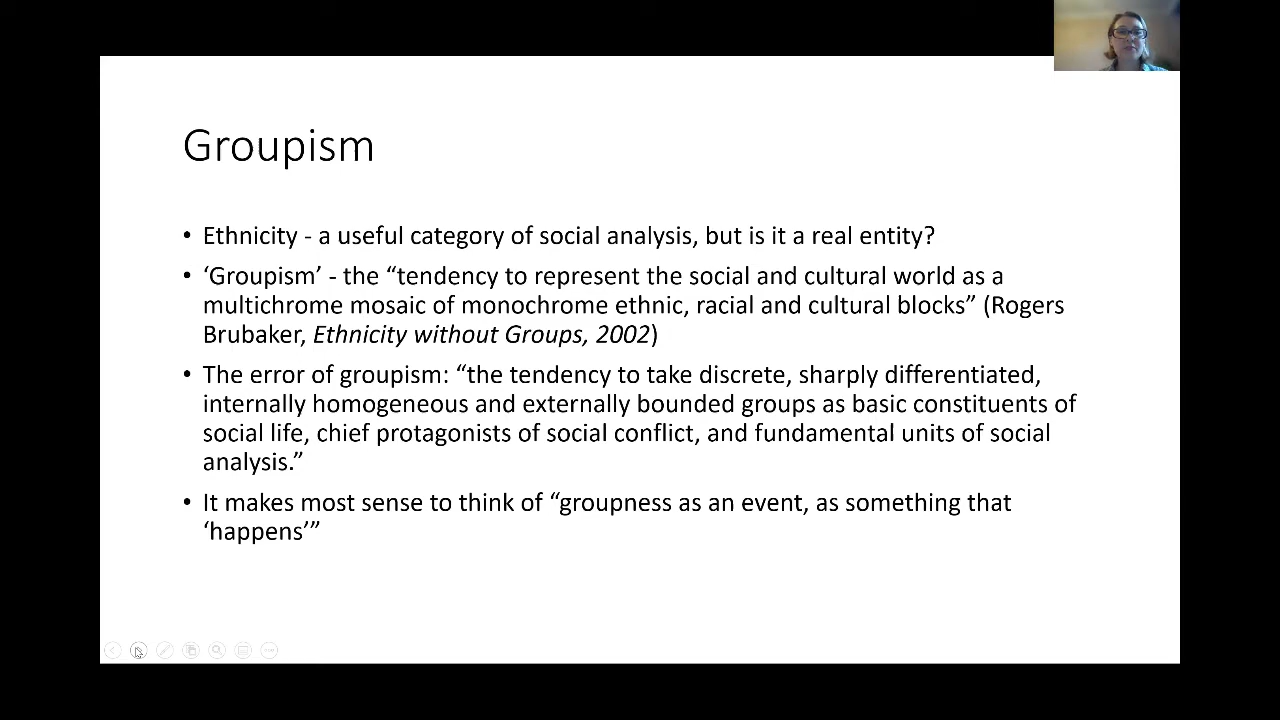 Groupism
• Ethnicity - a useful category of social analysis, but is it a real entity?
• ‘Groupism’ - the “tendency to represent the social and cultural world as a
multichrome mosaic of monochrome ethnic, racial and cultural blocks” (Rogers
Brubaker, Ethnicity without Groups, 2002)
• The error of groupism: “the tendency to take discrete, sharply differentiated,
internally homogeneous and externally bounded groups as basic constituents of
social life, chief protagonists of social conflict, and fundamental units of social
analysis.”
• It makes most sense to think of “groupness as an event, as something that
‘happens’”